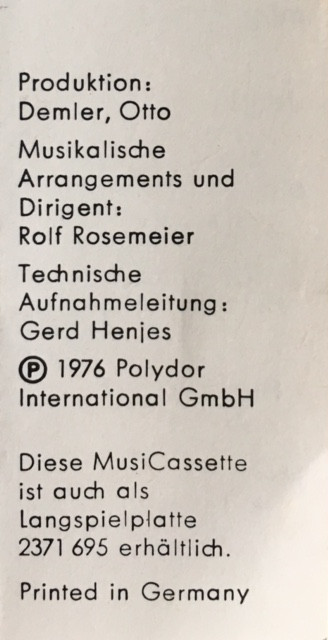 Produktion:
Demler, Otto
Musikalische
Arrangements und
Dirigent:
Rolf Rosemeier
Technische
Aufnahmeleitung:
Gerd Henjes
℗ 1976 Polydor
International GmbH
Diese MusiCassette
ist auch als
Langspielplatte
2371 695 erhältlich.
Printed in Germany